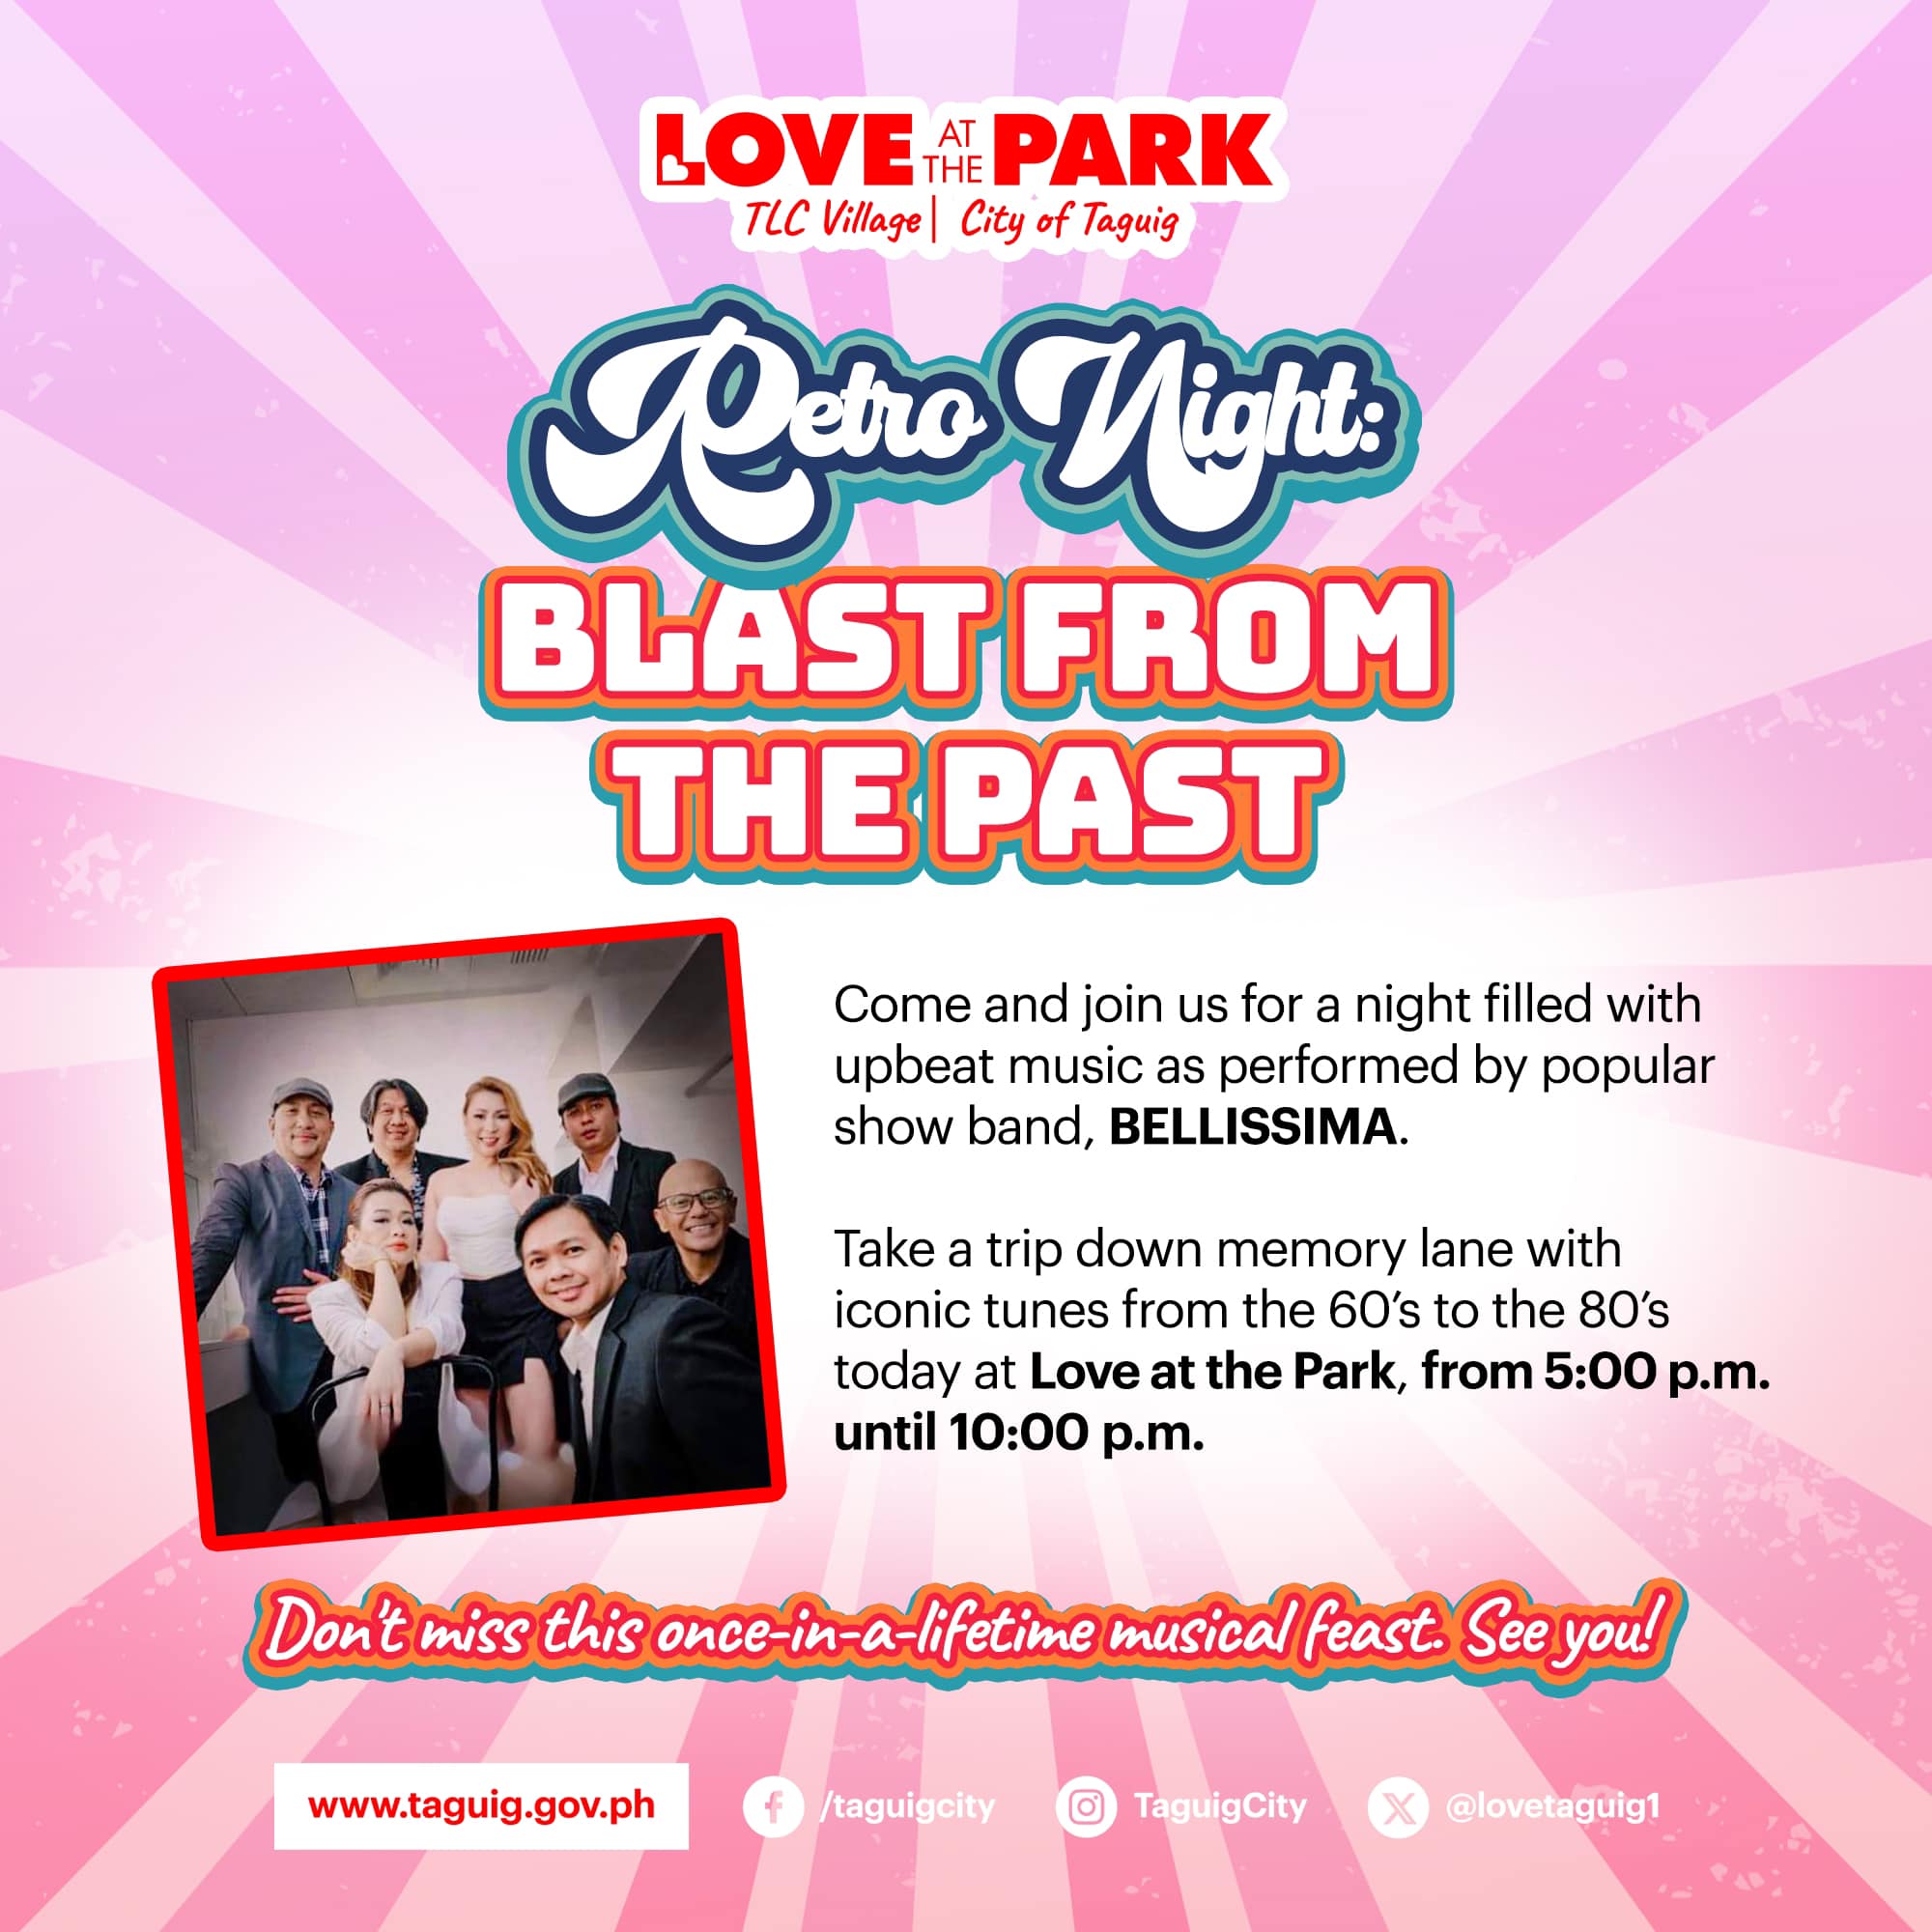 LOVE AT THE PARK
TLC Village | City of Taguig
Retro Night:
BLAST FROM
THE PAST
Come and join us for a night filled with
upbeat music as performed by popular
show band, BELLISSIMA.
Take a trip down memory lane with
iconic tunes from the 60’s to the 80’s
today at Love at the Park, from 5:00 p.m.
until 10:00 p.m.
Don't miss this once-in-a-lifetime musical feast. See you!
www.taguig.gov.ph /taguigcity TaguigCity @lovetaguig1